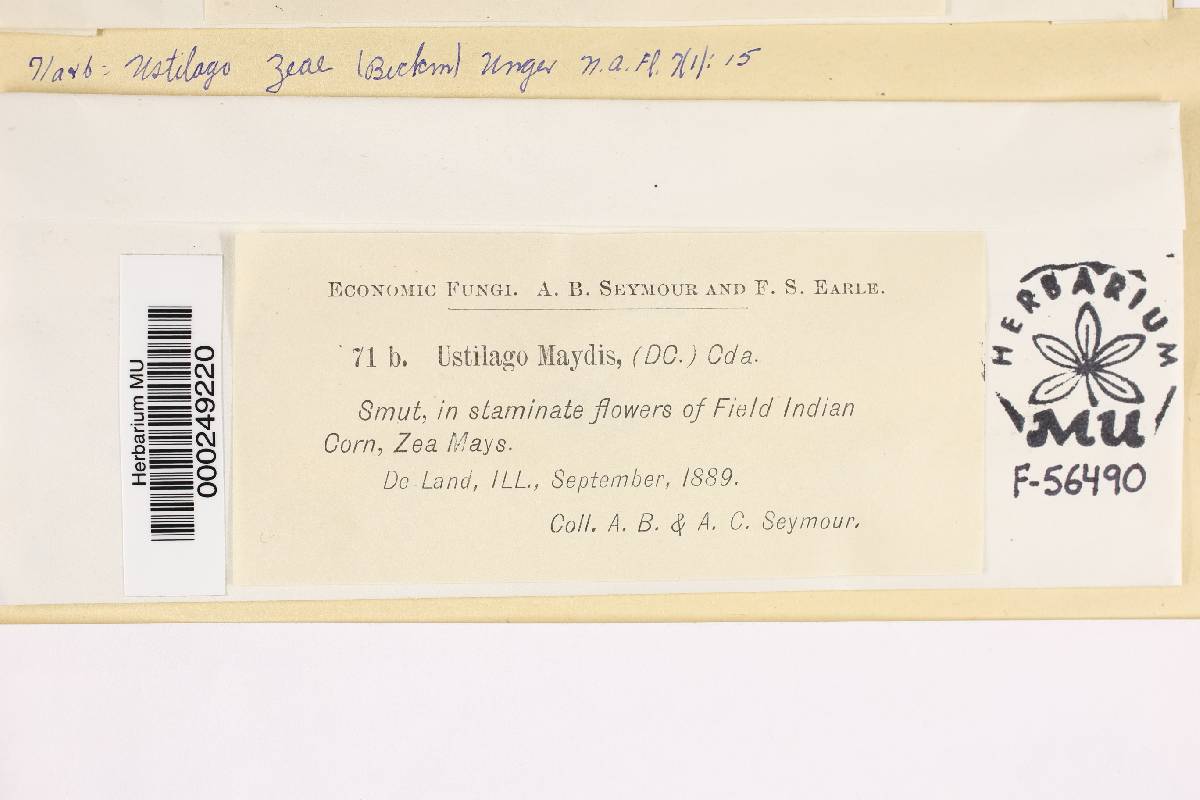 71a+b = Ustilago Zeae (Beckm) Unger N.A.Fl. 7(1): 15
ECONOMIC FUNGI. A. B. SEYMOUR AND F. S. EARLE.
71 b. Ustilago Maydis, (DC.) Cda.
Smut, in staminate flowers of Field Indian
Corn, Zea Mays.
De Land, ILL., September, 1889.
Coll. A. B. & A. C. Seymour.
Herbarium MU
000249220
HERBARIUM
MU
F-56490